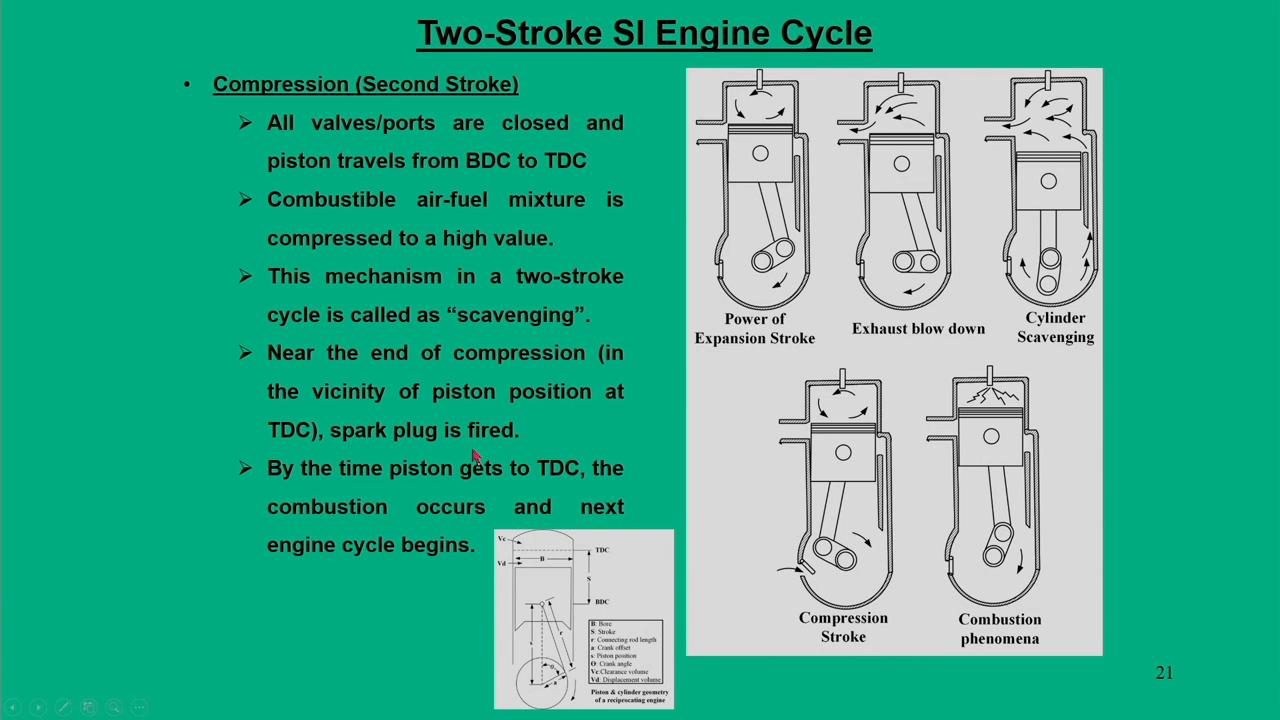 Two-Stroke SI Engine Cycle
• Compression (Second Stroke)
All valves/ports are closed and
piston travels from BDC to TDC
Combustible air-fuel mixture is
compressed to a high value.
This mechanism in a two-stroke
cycle is called as “scavenging”.
Near the end of compression (in
the vicinity of piston position at
TDC), spark plug is fired.
By the time piston gets to TDC, the
combustion occurs and next
engine cycle begins.
Power of
Expansion Stroke
Exhaust blow down
Cylinder
Scavenging
Compression
Stroke
Combustion
phenomena
Vc
TDC
B
Vd
S
BDC
r
s
a
B: Bore
S: Stroke
r: Connecting rod length
a: Crank offset
s: Piston position
Θ: Crank angle
Vc: Clearance volume
Vd: Displacement volume
Piston & cylinder geometry
of a reciprocating engine
21